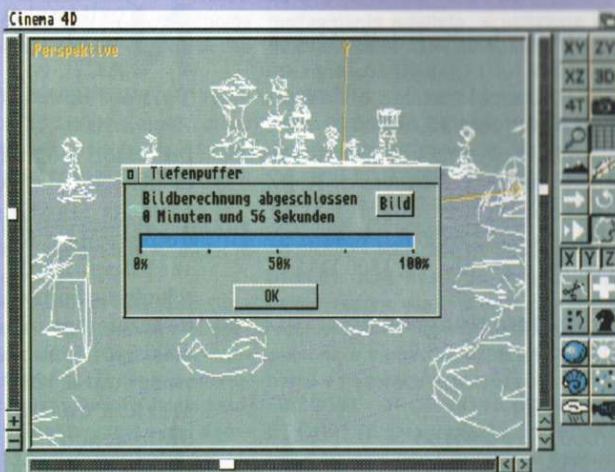 Cinema 4D
Perspektive
Y
XY
XZ
3D
4T
Tiefenpuffer
Bildberechnung abgeschlossen
0 Minuten und 56 Sekunden
Bild
0%
50%
100%
OK
X Y Z
+
−
< >